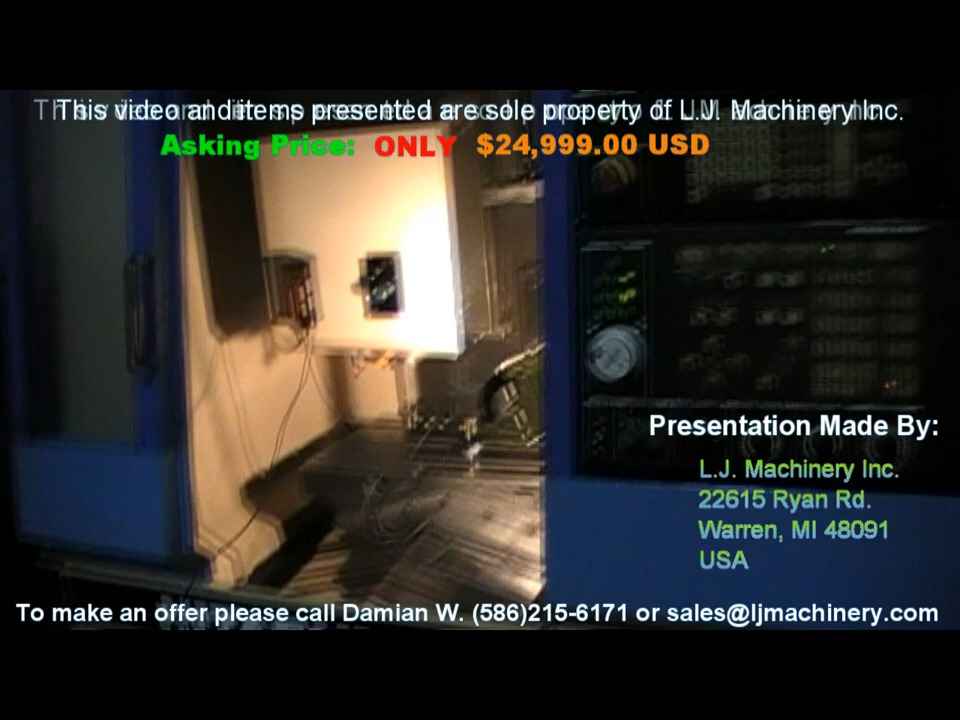 This video and items presented are sole property of L.J. Machinery Inc.
Asking Price: ONLY $24,999.00 USD
Presentation Made By:
L.J. Machinery Inc.
22615 Ryan Rd.
Warren, MI 48091
USA
To make an offer please call Damian W. (586)215-6171 or sales@ljmachinery.com